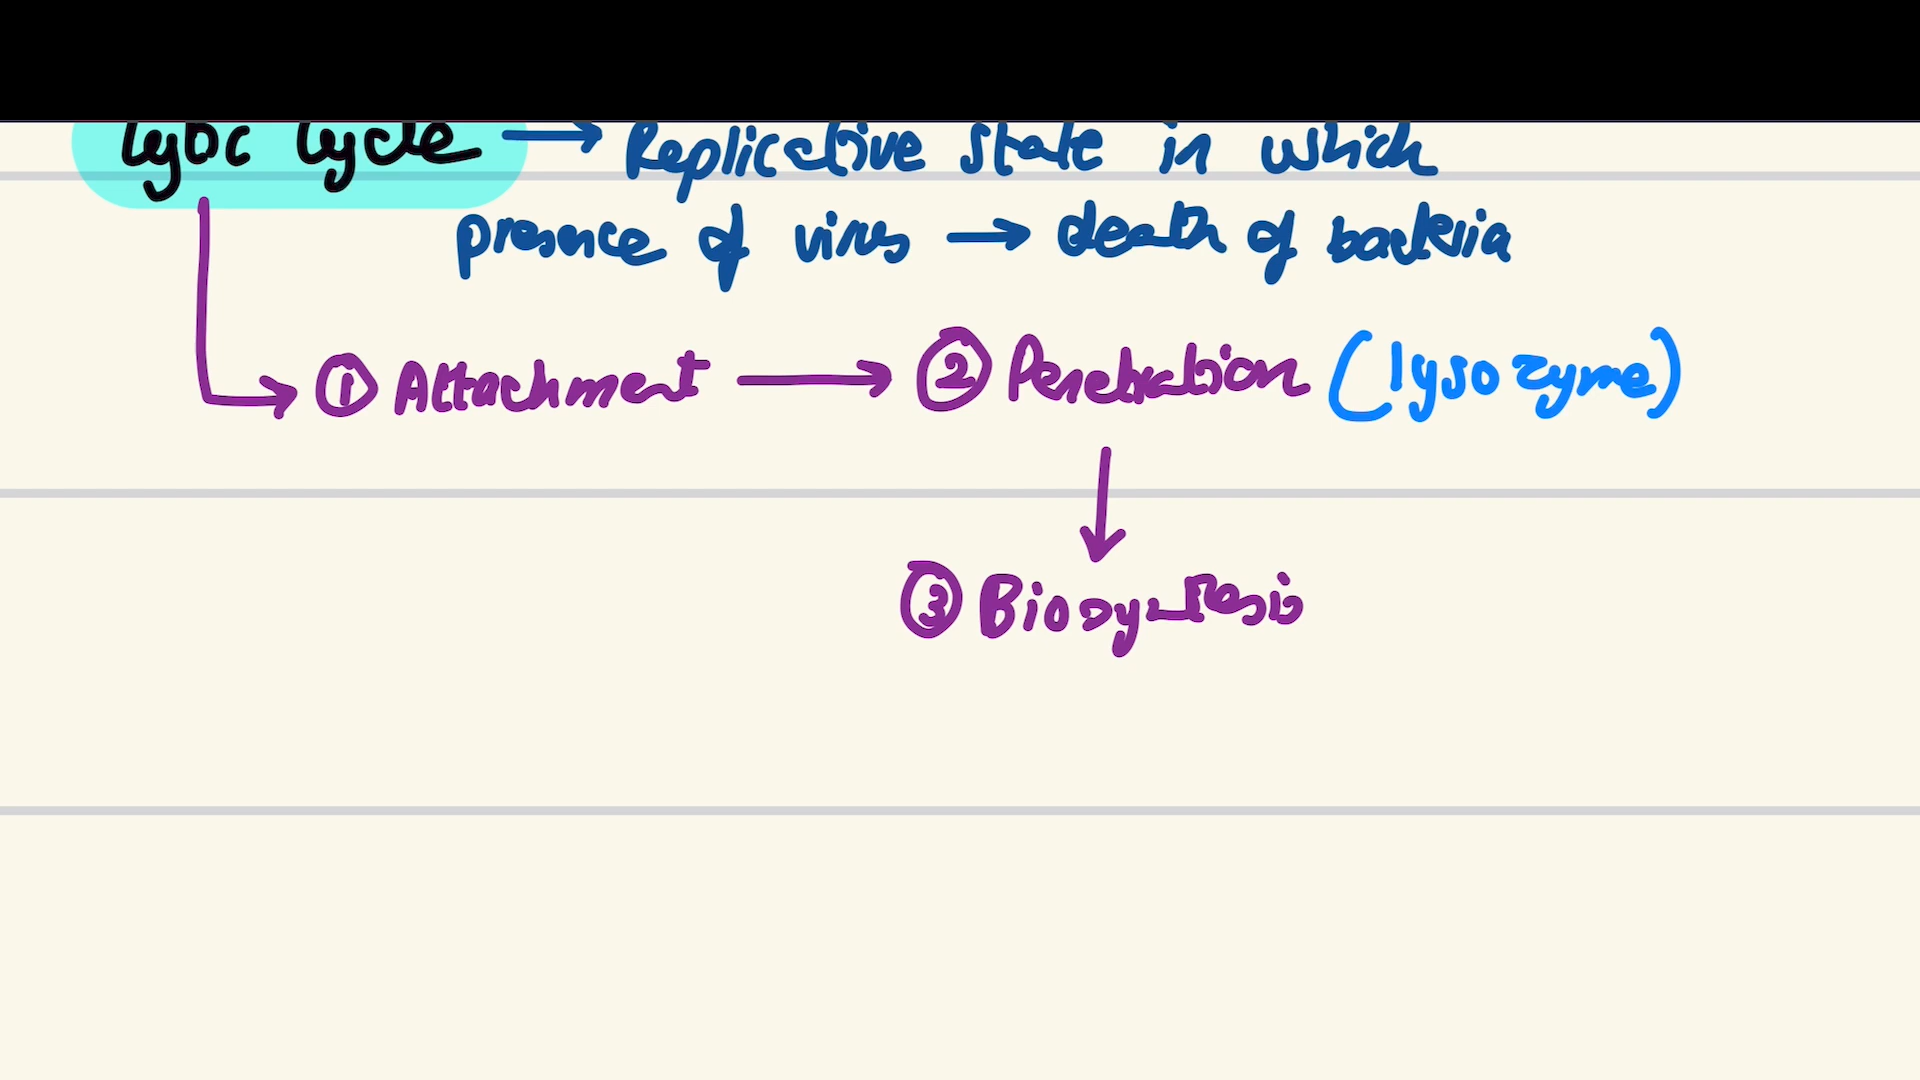 Lytic Cycle → Replicative state in which
presence of virus → death of bacteria
① Attachment → ② Penetration (lysozyme)
③ Biosynthesis